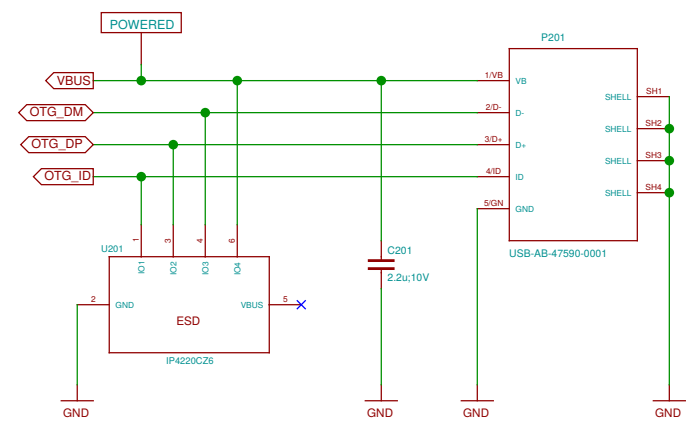 POWERED
P201
VBUS
1/VB
VB
SHELL
SH1
OTG_DM
2/D-
D-
SHELL
SH2
OTG_DP
3/D+
D+
SHELL
SH3
OTG_ID
4/ID
ID
SHELL
SH4
5/GN
GND
USB-AB-47590-0001
U201
1
3
4
6
IO1
IO2
IO3
IO4
C201
2.2u;10V
2
GND
VBUS
5
ESD
IP4220CZ6
GND
GND
GND
GND